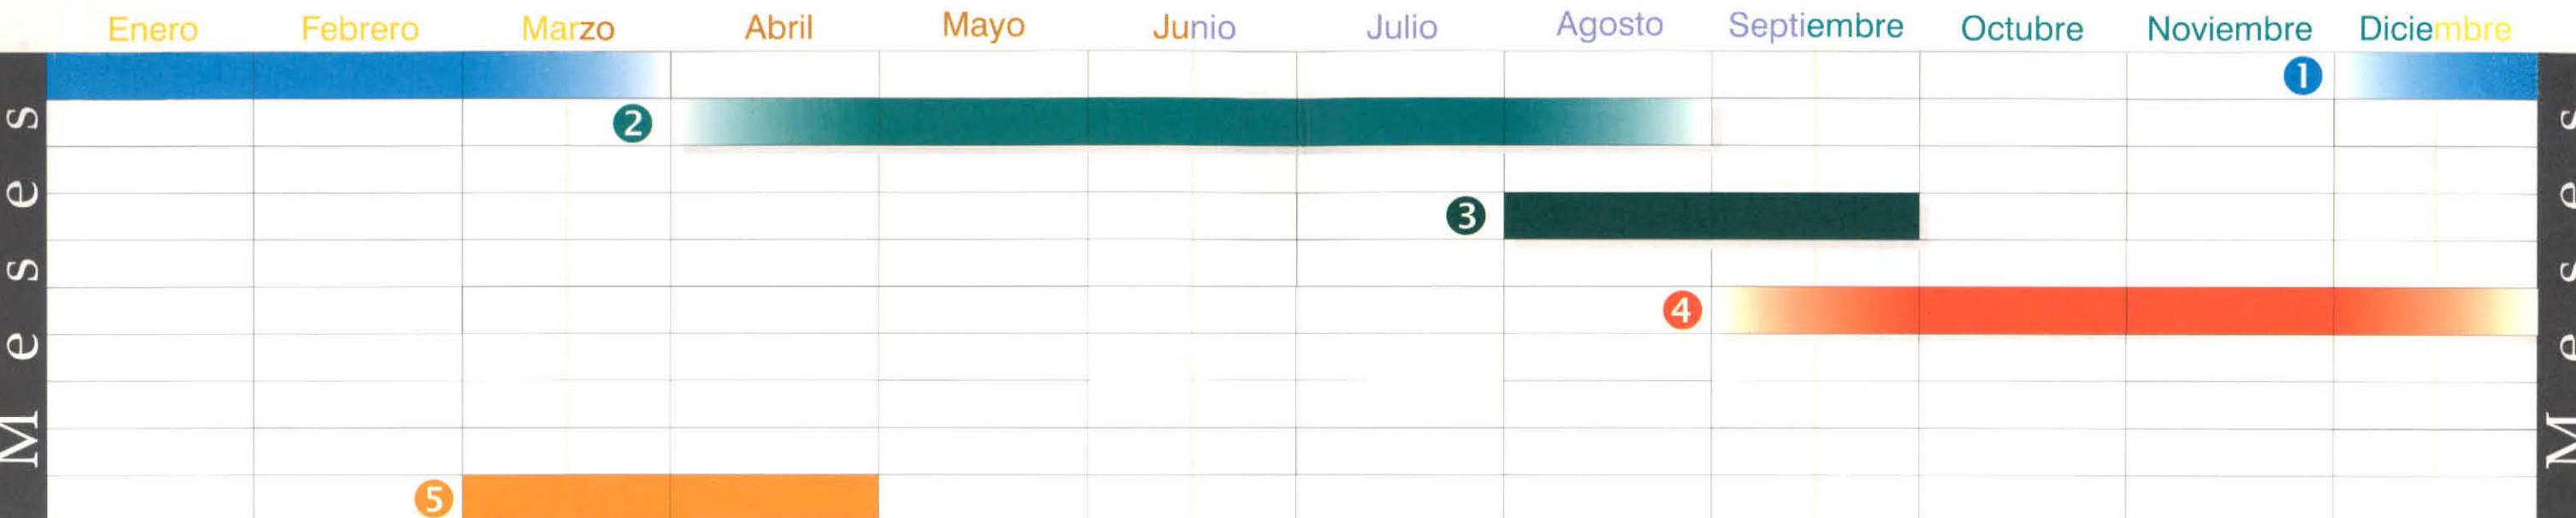 Enero Febrero Marzo Abril Mayo Junio Julio Agosto Septiembre Octubre Noviembre Diciembre
1
2
3
4
5
Meses
Meses